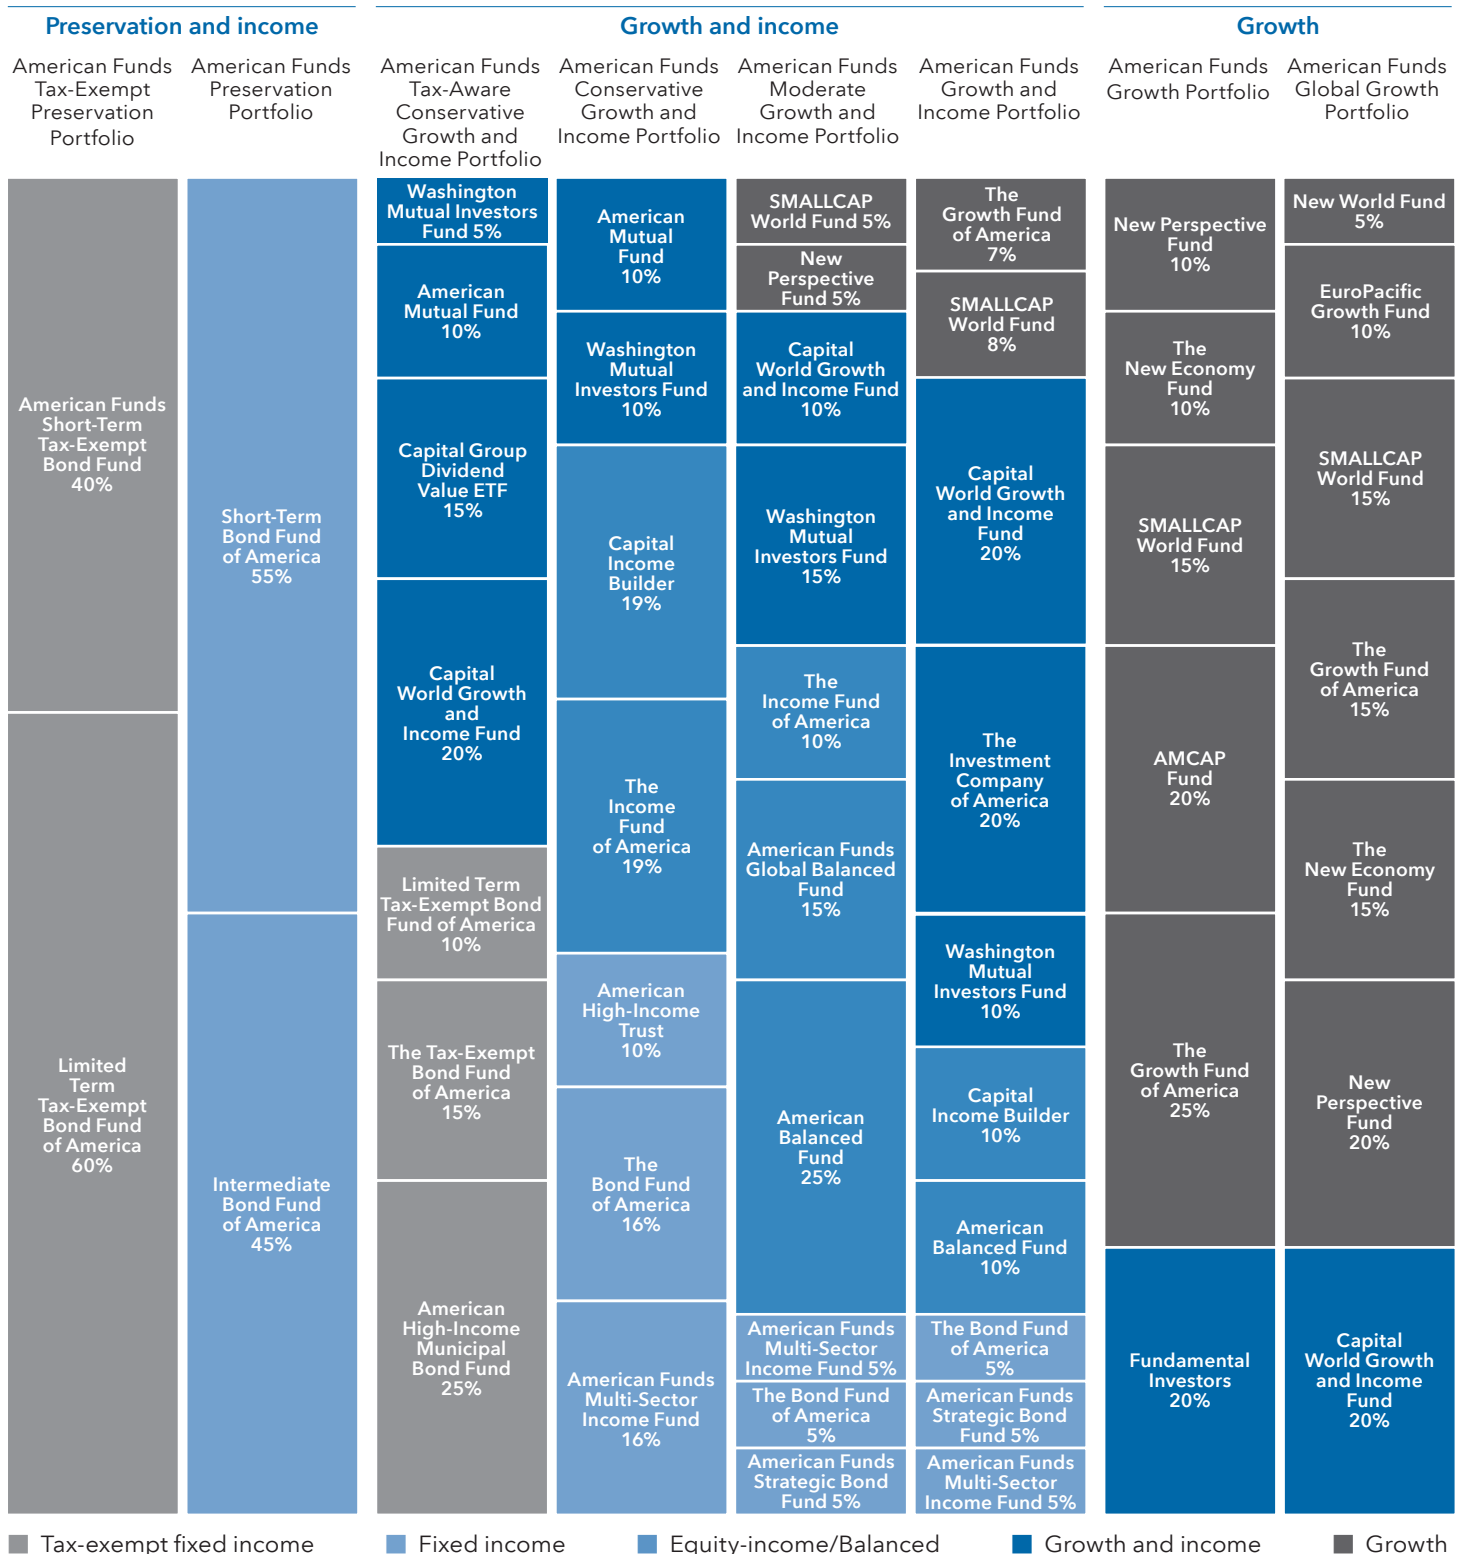 Preservation and income
Growth and income
Growth
American Funds
Tax-Exempt
Preservation
Portfolio
American Funds
Preservation
Portfolio
American Funds
Tax-Aware
Conservative
Growth and
Income Portfolio
American Funds
Conservative
Growth and
Income Portfolio
American Funds
Moderate
Growth and
Income Portfolio
American Funds
Growth and
Income Portfolio
American Funds
Growth Portfolio
American Funds
Global Growth
Portfolio
American Funds
Short-Term
Tax-Exempt
Bond Fund
40%
Limited
Term
Tax-Exempt
Bond Fund
of America
60%
Short-Term
Bond Fund
of America
55%
Intermediate
Bond Fund
of America
45%
Washington
Mutual Investors
Fund 5%
American
Mutual Fund
10%
Capital Group
Dividend
Value ETF
15%
Capital
World Growth
and
Income Fund
20%
Limited Term
Tax-Exempt Bond
Fund of America
10%
The Tax-Exempt
Bond Fund
of America
15%
American
High-Income
Municipal
Bond Fund
25%
American
Mutual
Fund
10%
Washington
Mutual
Investors Fund
10%
Capital
Income
Builder
19%
The
Income
Fund
of America
19%
American
High-Income
Trust
10%
The
Bond Fund
of America
16%
American Funds
Multi-Sector
Income Fund
16%
SMALLCAP
World Fund 5%
New
Perspective
Fund 5%
Capital
World Growth
and Income Fund
10%
Washington
Mutual
Investors Fund
15%
The
Income Fund
of America
10%
American Funds
Global Balanced
Fund
15%
American
Balanced
Fund
25%
American Funds
Multi-Sector
Income Fund 5%
The Bond Fund
of America
5%
American Funds
Strategic Bond
Fund 5%
The
Growth Fund
of America
7%
SMALLCAP
World Fund
8%
Capital
World Growth
and Income
Fund
20%
The
Investment
Company
of America
20%
Washington
Mutual
Investors Fund
10%
Capital
Income Builder
10%
American
Balanced Fund
10%
The Bond Fund
of America
5%
American Funds
Strategic Bond
Fund 5%
American Funds
Multi-Sector
Income Fund 5%
New Perspective
Fund
10%
The
New Economy
Fund
10%
SMALLCAP
World Fund
15%
AMCAP
Fund
20%
The
Growth Fund
of America
25%
Fundamental
Investors
20%
New World Fund
5%
EuroPacific
Growth Fund
10%
SMALLCAP
World Fund
15%
The
Growth Fund
of America
15%
The
New Economy
Fund
15%
New
Perspective
Fund
20%
Capital
World Growth
and Income
Fund
20%
Tax-exempt fixed income
Fixed income
Equity-income/Balanced
Growth and income
Growth